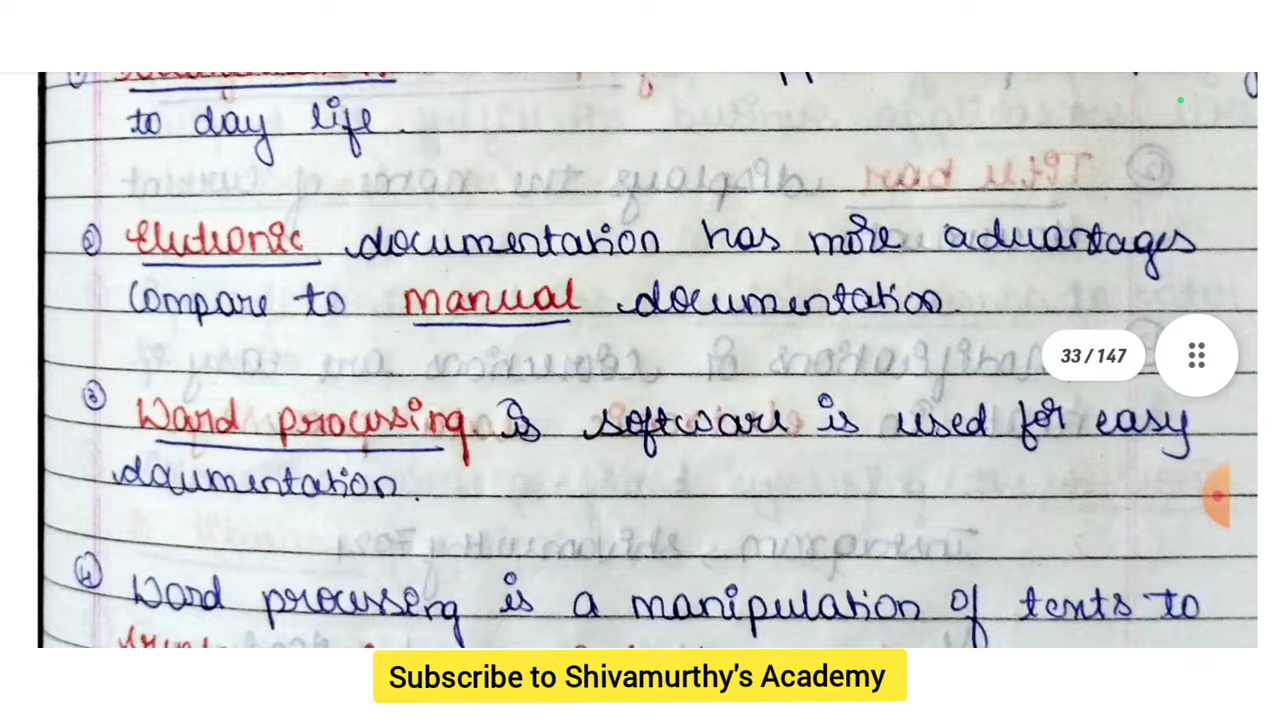 to day life.
② Electronic documentation has more advantages
compare to manual documentation.
33 / 147
③ Word processing is software is used for easy
documentation.
④ Word processing is a manipulation of texts to
Subscribe to Shivamurthy's Academy